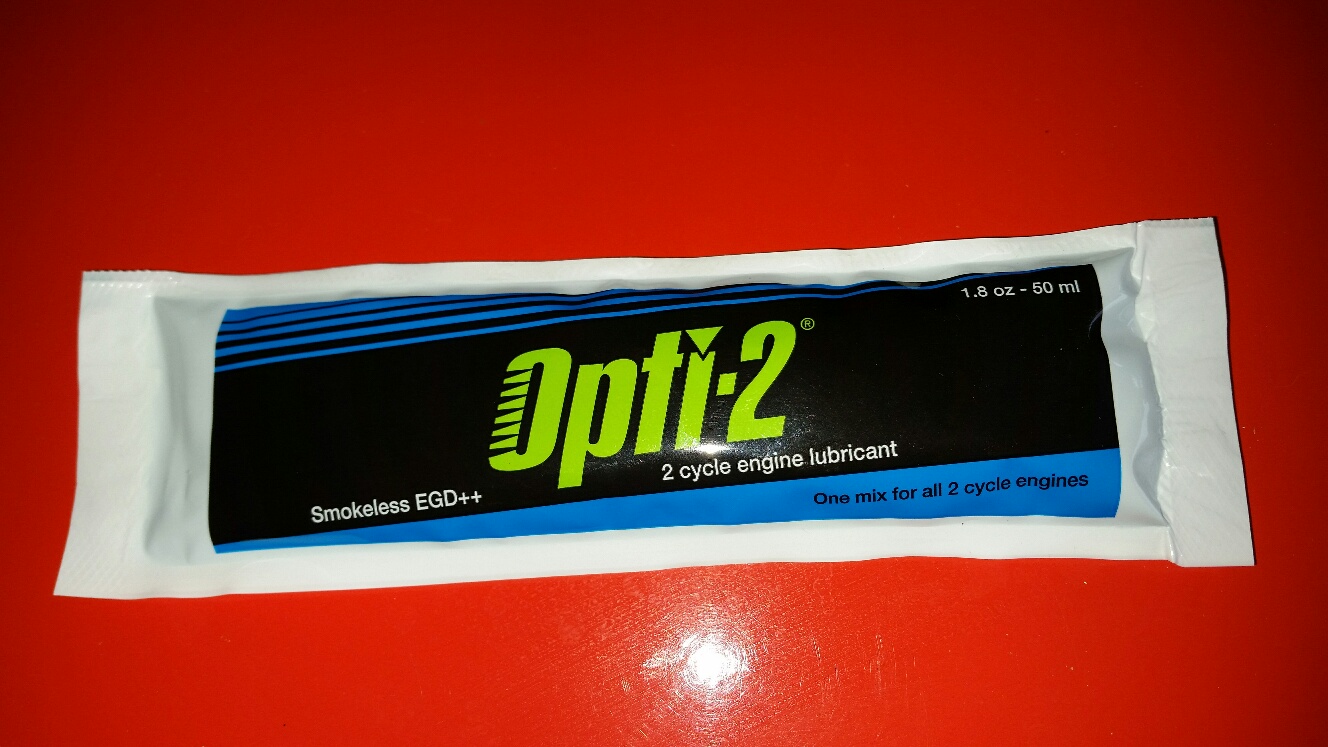 1.8 oz - 50 ml
Opti-2®
2 cycle engine lubricant
Smokeless EGD++
One mix for all 2 cycle engines